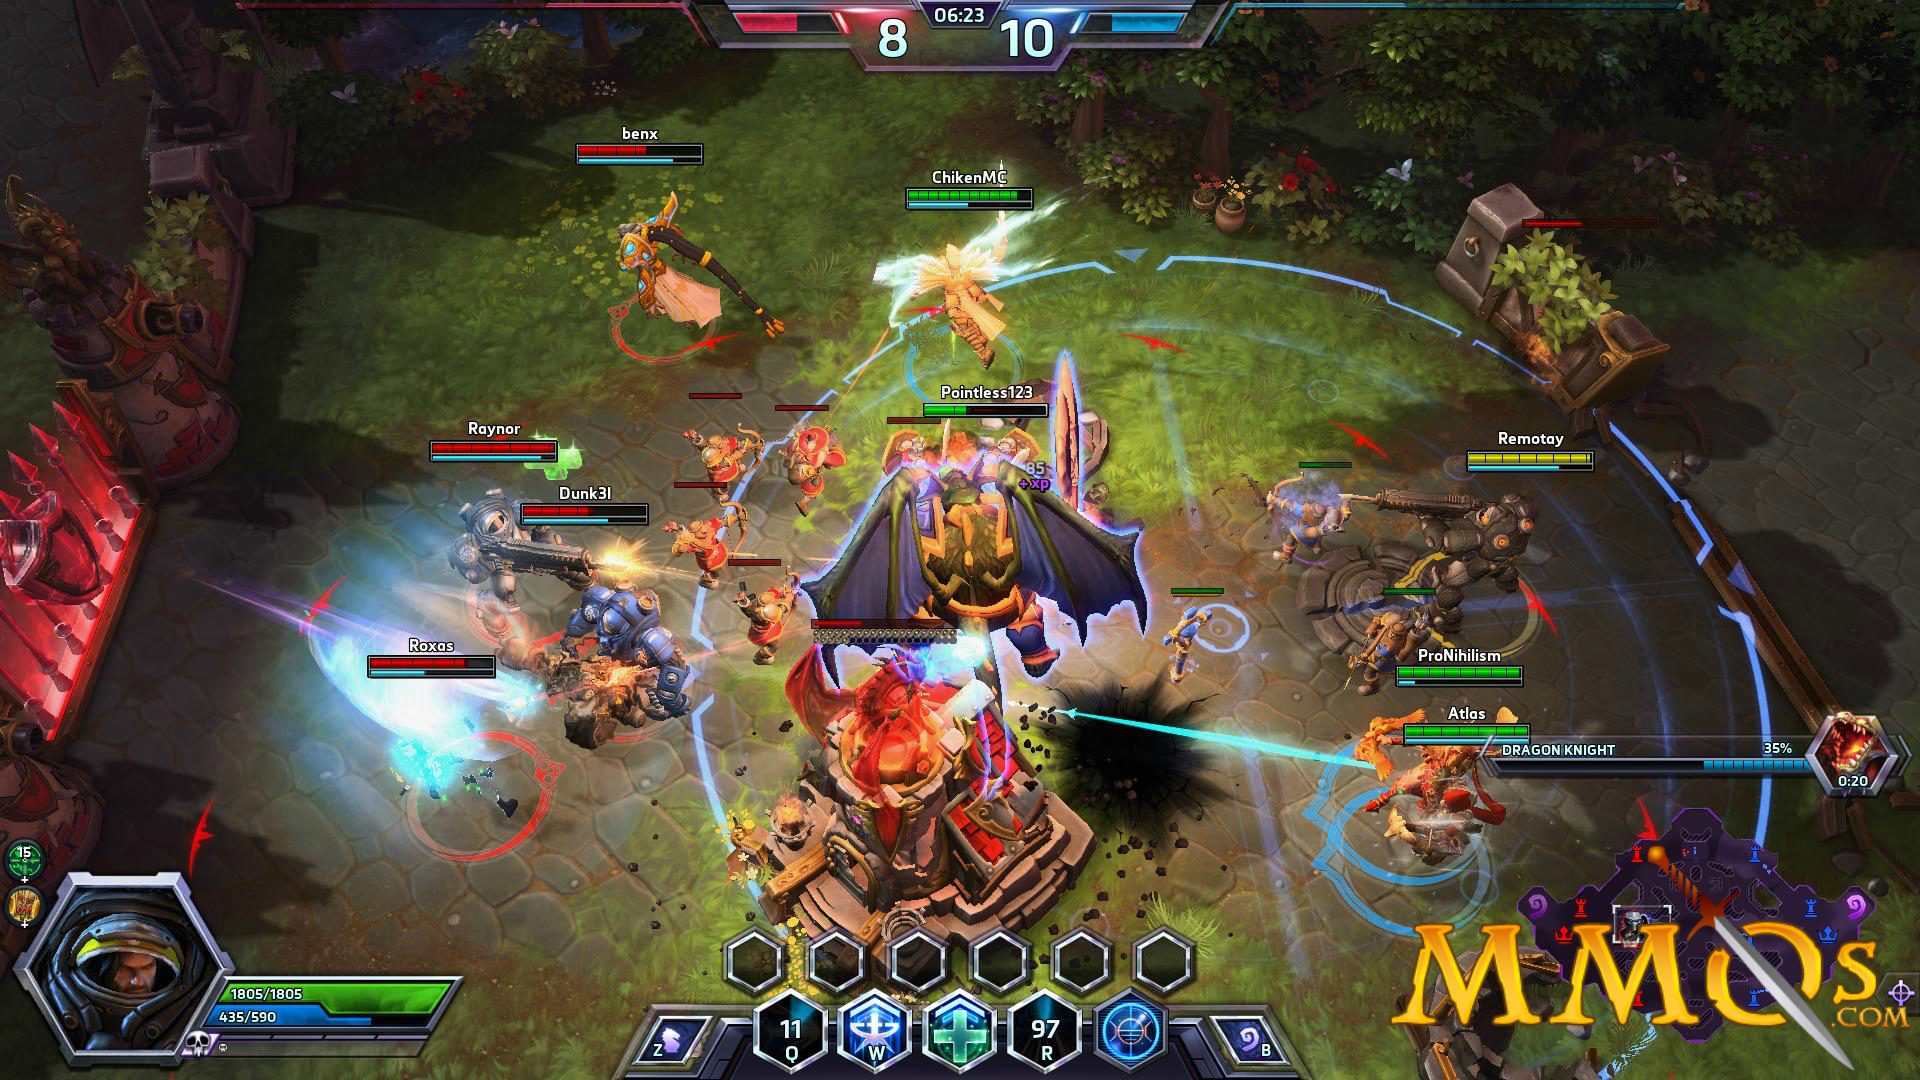 06:23
8
10
benx
ChikenMC
Pointless123
Raynor
Remotay
85
+xp
Dunk3l
Roxas
ProNihilism
Atlas
DRAGON KNIGHT
35%
0:20
15
1805/1805
435/590
Z
11
Q
W
97
R
B
MMOs
.COM